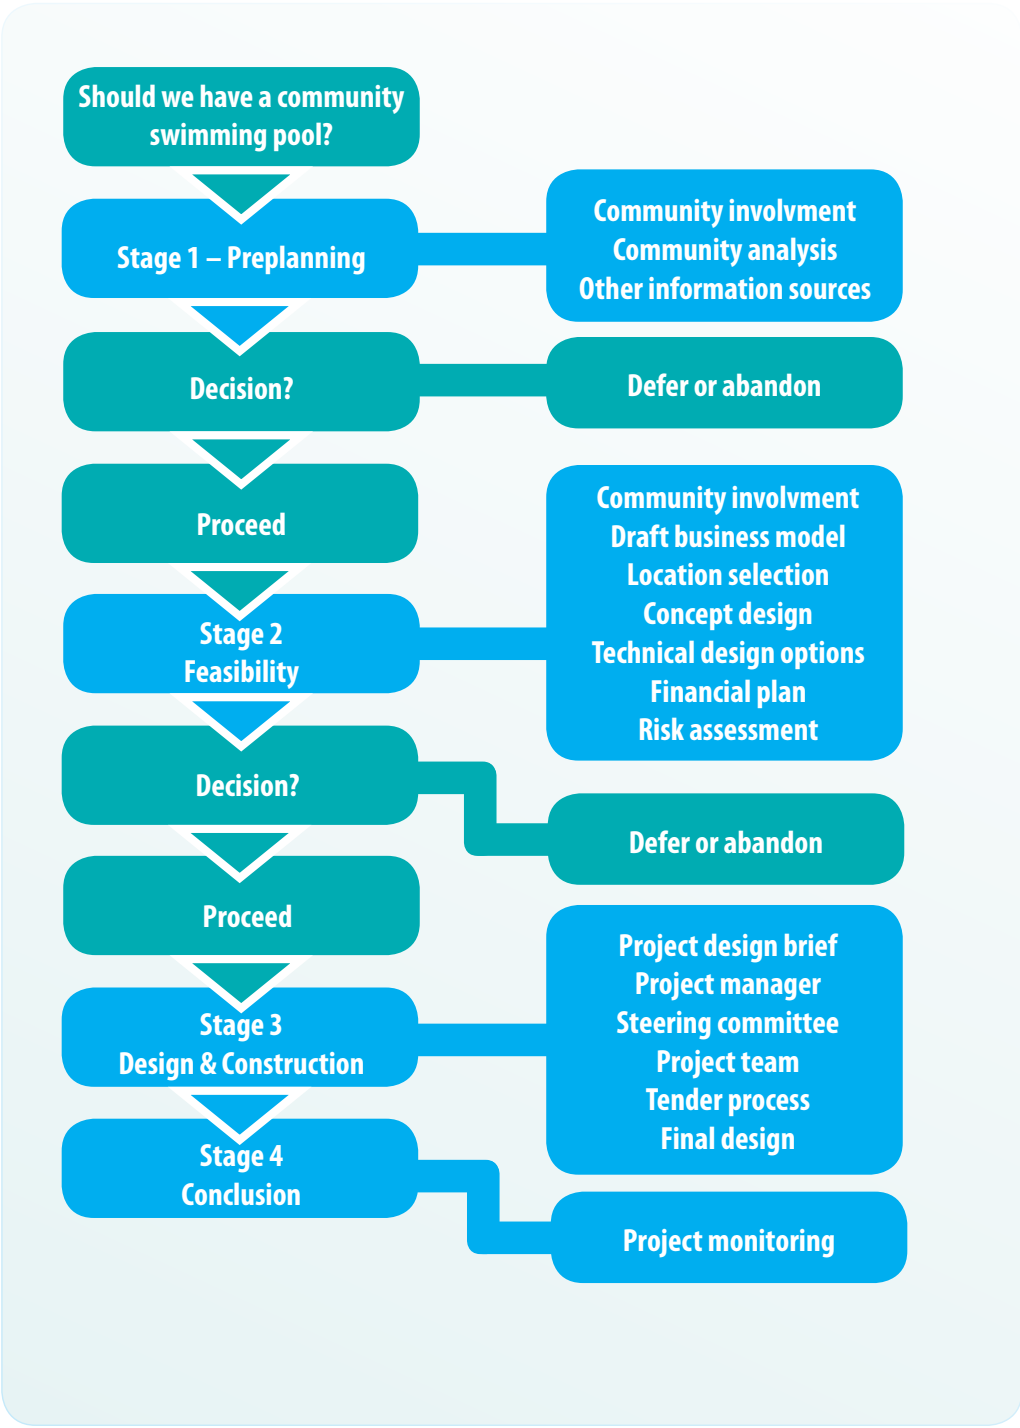 Should we have a community
swimming pool?
Stage 1 – Preplanning
Community involvment
Community analysis
Other information sources
Decision?
Defer or abandon
Proceed
Stage 2
Feasibility
Community involvment
Draft business model
Location selection
Concept design
Technical design options
Financial plan
Risk assessment
Decision?
Defer or abandon
Proceed
Stage 3
Design & Construction
Project design brief
Project manager
Steering committee
Project team
Tender process
Final design
Stage 4
Conclusion
Project monitoring